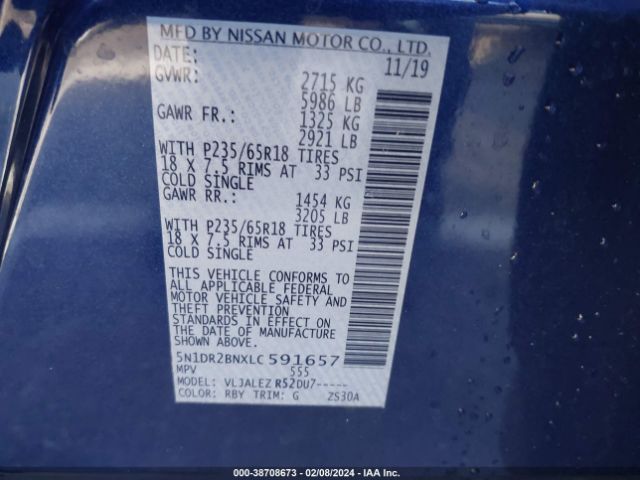 MFD BY NISSAN MOTOR CO., LTD.
DATE: 11/19
GVWR: 2715 KG
5986 LB
GAWR FR.: 1325 KG
2921 LB
WITH P235/65R18 TIRES
18 X 7.5 RIMS AT 33 PSI
COLD SINGLE
GAWR RR.: 1454 KG
3205 LB
WITH P235/65R18 TIRES
18 X 7.5 RIMS AT 33 PSI
COLD SINGLE
THIS VEHICLE CONFORMS TO
ALL APPLICABLE FEDERAL
MOTOR VEHICLE SAFETY AND
THEFT PREVENTION
STANDARDS IN EFFECT ON
THE DATE OF MANUFACTURE
SHOWN ABOVE.
5N1DR2BNXLC591657
MPV 555
MODEL: VLJALEZ R52DU7-----
COLOR: RBY TRIM: G ZS30A
000-38708673 - 02/08/2024 - IAA Inc.